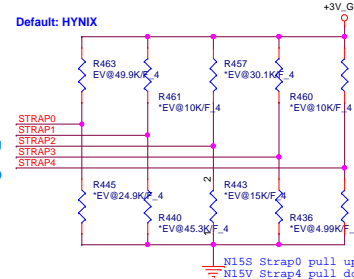 +3V_G
Default: HYNIX
R463
EV@49.9K/F_4
R457
*EV@30.1K/F_4
R461
*EV@10K/F_4
R460
*EV@10K/F_4
STRAP0
STRAP1
STRAP2
STRAP3
STRAP4
R445
*EV@24.9K/F_4
2
R443
*EV@15K/F_4
R440
*EV@45.3K/F_4
1
R436
*EV@4.99K/F_4
N15S Strap0 pull up
N15V Strap4 pull do